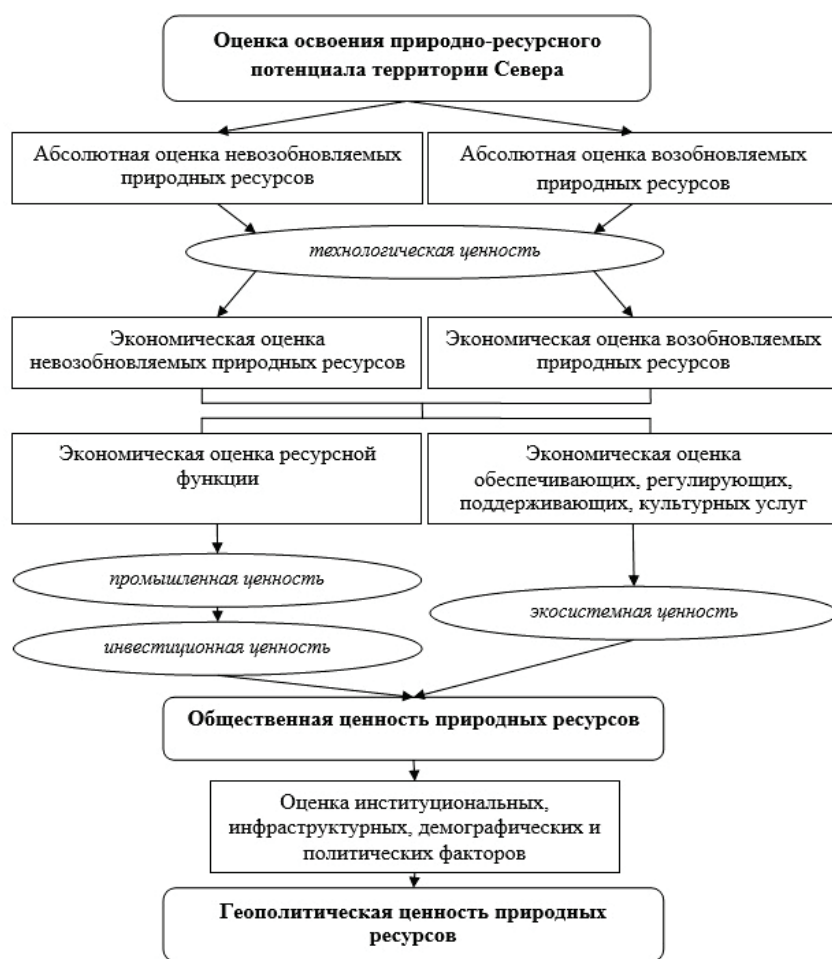 Оценка освоения природно-ресурсного
потенциала территории Севера
Абсолютная оценка невозобновляемых
природных ресурсов
Абсолютная оценка возобновляемых
природных ресурсов
технологическая ценность
Экономическая оценка
невозобновляемых природных ресурсов
Экономическая оценка возобновляемых
природных ресурсов
Экономическая оценка ресурсной
функции
Экономическая оценка
обеспечивающих, регулирующих,
поддерживающих, культурных услуг
промышленная ценность
экосистемная ценность
инвестиционная ценность
Общественная ценность природных ресурсов
Оценка институциональных,
инфраструктурных, демографических и
политических факторов
Геополитическая ценность природных
ресурсов